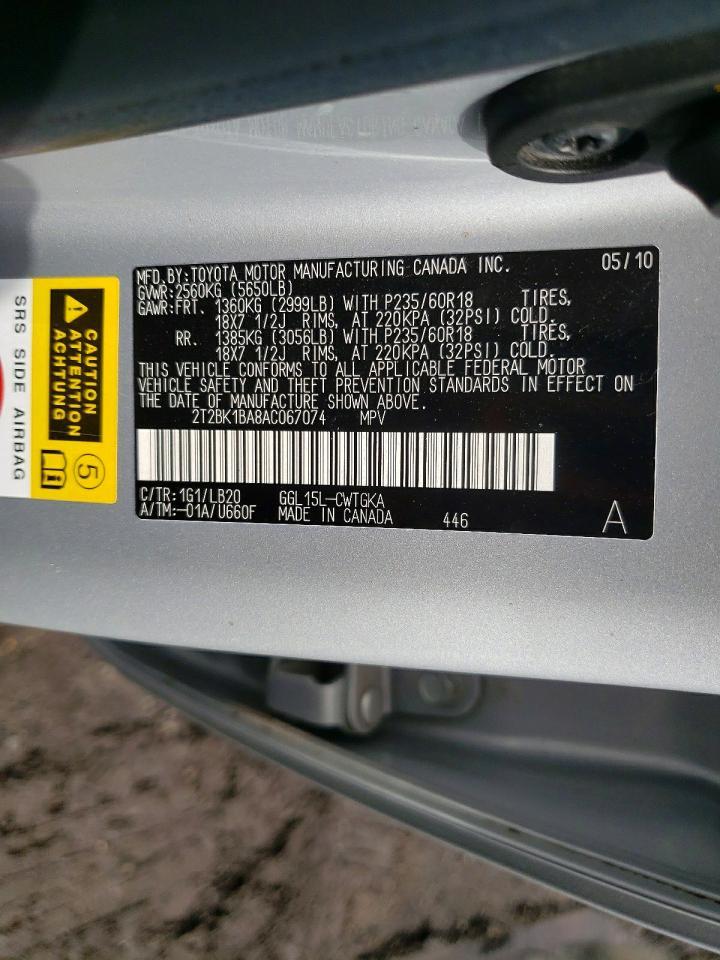 MFD. BY: TOYOTA MOTOR MANUFACTURING CANADA INC. 05/10
GVWR: 2560KG (5650LB)
GAWR: FRT. 1360KG (2999LB) WITH P235/60R18 TIRES,
18X7 1/2J RIMS, AT 220KPA (32PSI) COLD.
RR. 1385KG (3056LB) WITH P235/60R18 TIRES,
18X7 1/2J RIMS, AT 220KPA (32PSI) COLD.
THIS VEHICLE CONFORMS TO ALL APPLICABLE FEDERAL MOTOR
VEHICLE SAFETY AND THEFT PREVENTION STANDARDS IN EFFECT ON
THE DATE OF MANUFACTURE SHOWN ABOVE.
2T2BK1BA8AC067074 MPV
C/TR: 1G1/LB20 GGL15L-CWTGKA
A/TM: -01A/U660F MADE IN CANADA 446 A
CAUTION
ATTENTION
ACHTUNG
5
SRS SIDE AIRBAG